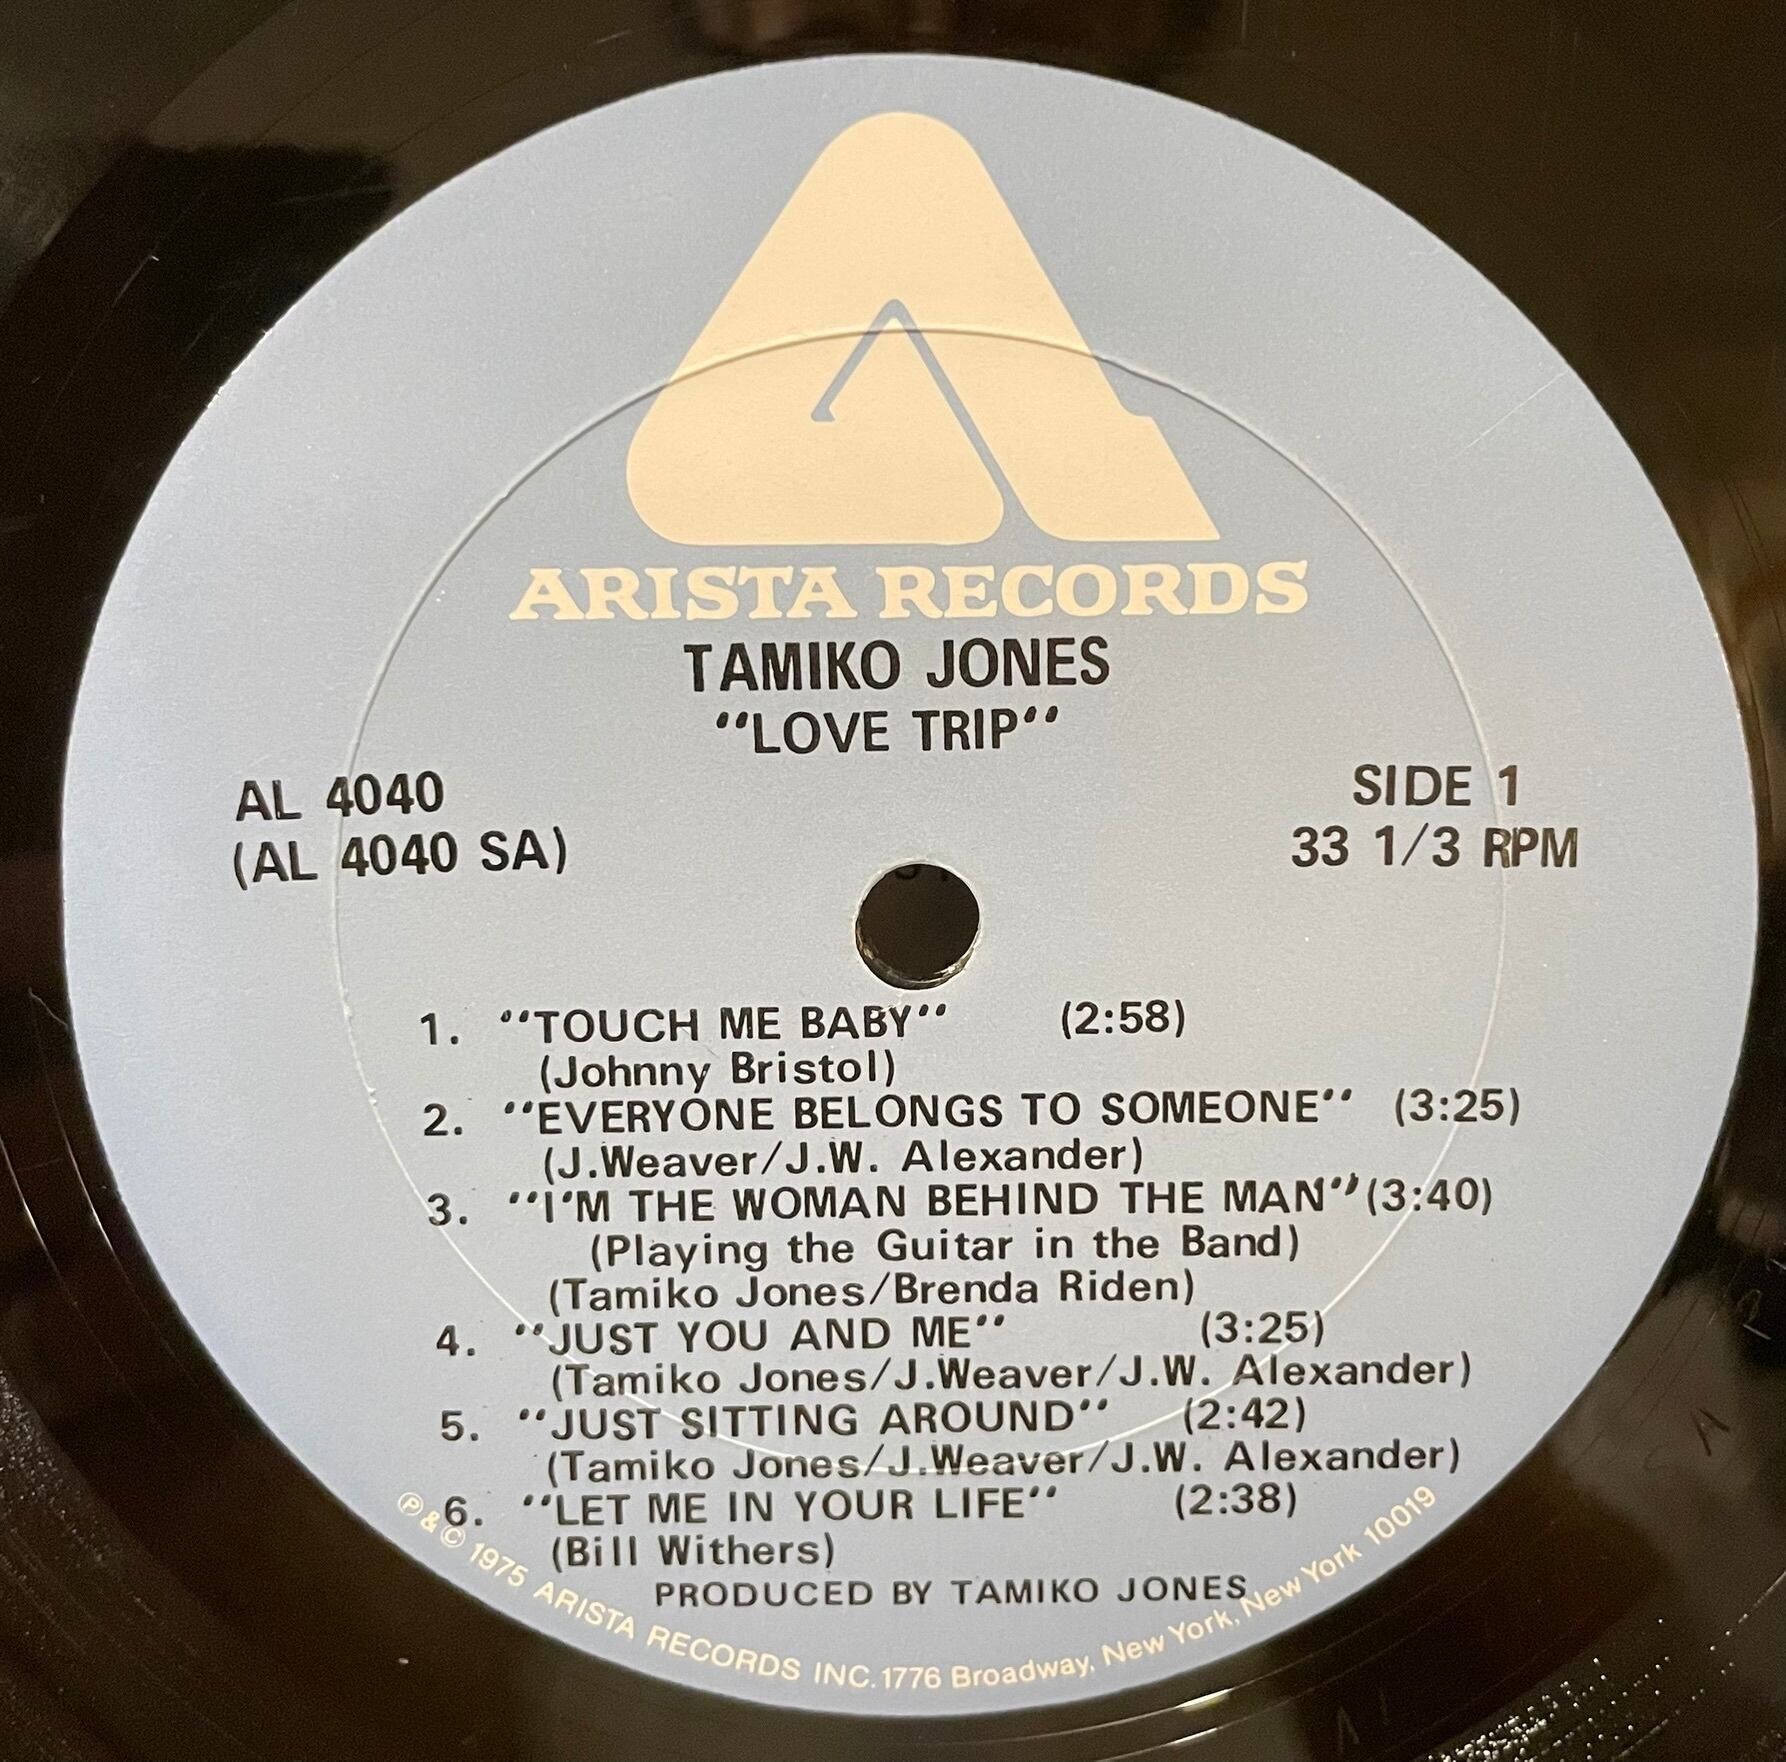 ARISTA RECORDS
TAMIKO JONES
"LOVE TRIP"
AL 4040
(AL 4040 SA)
SIDE 1
33 1/3 RPM
1. "TOUCH ME BABY" (2:58)
(Johnny Bristol)
2. "EVERYONE BELONGS TO SOMEONE" (3:25)
(J.Weaver/J.W. Alexander)
3. "I'M THE WOMAN BEHIND THE MAN" (3:40)
(Playing the Guitar in the Band)
(Tamiko Jones/Brenda Riden)
4. "JUST YOU AND ME" (3:25)
(Tamiko Jones/J.Weaver/J.W. Alexander)
5. "JUST SITTING AROUND" (2:42)
(Tamiko Jones/J.Weaver/J.W. Alexander)
6. "LET ME IN YOUR LIFE" (2:38)
(Bill Withers)
PRODUCED BY TAMIKO JONES
℗&© 1975 ARISTA RECORDS INC. 1776 Broadway, New York, New York 10019